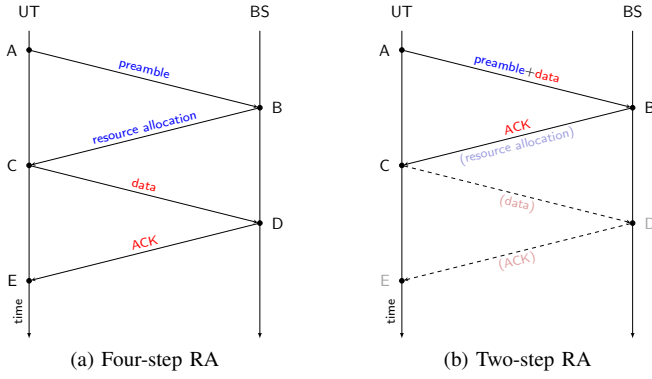 UT
BS
A
preamble
B
resource allocation
C
data
D
ACK
E
time
(a) Four-step RA
UT
BS
A
preamble+data
B
ACK
(resource allocation)
C
(data)
D
(ACK)
E
time
(b) Two-step RA